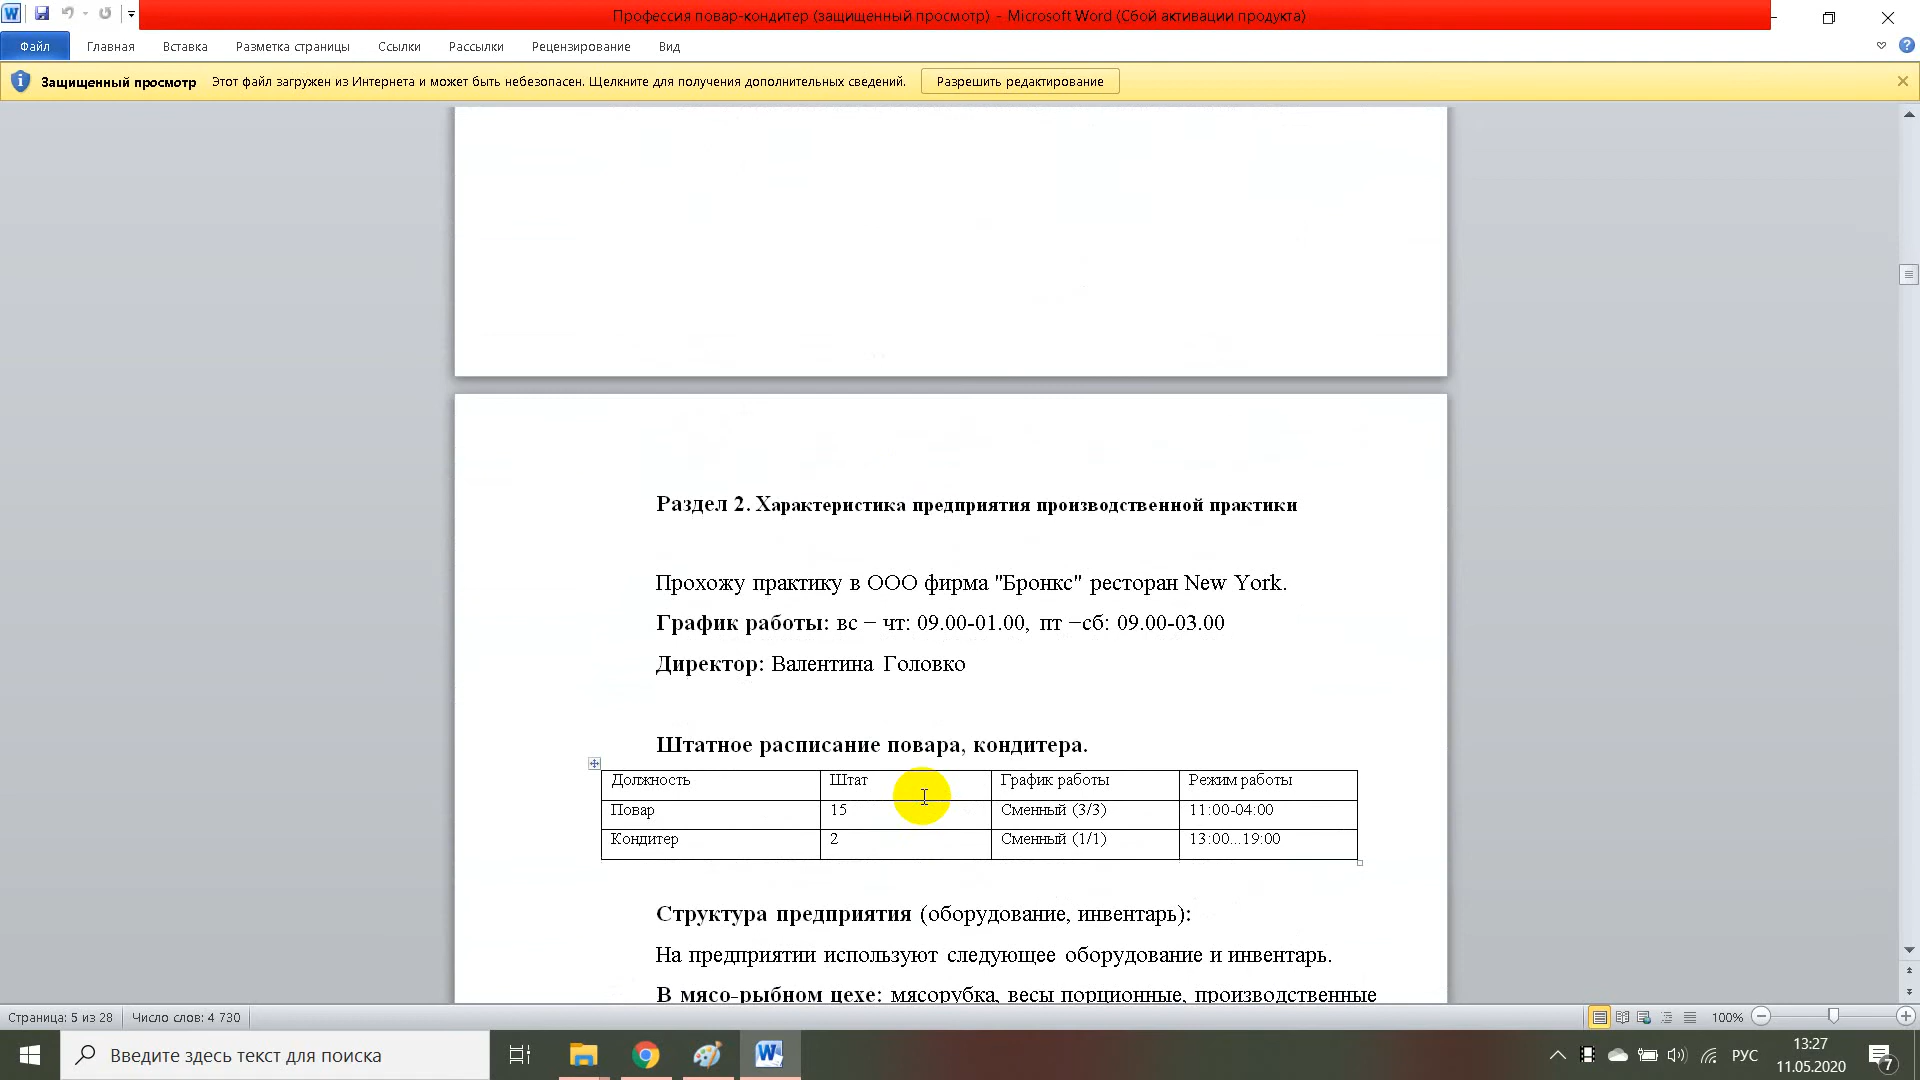 Профессия повар-кондитер (защищенный просмотр) - Microsoft Word (Сбой активации продукта)
Файл Главная Вставка Разметка страницы Ссылки Рассылки Рецензирование Вид
Защищенный просмотр Этот файл загружен из Интернета и может быть небезопасен. Щелкните для получения дополнительных сведений. Разрешить редактирование
Раздел 2. Характеристика предприятия производственной практики
Прохожу практику в ООО фирма "Бронкс" ресторан New York.
График работы: вс – чт: 09.00-01.00, пт –сб: 09.00-03.00
Директор: Валентина Головко
Штатное расписание повара, кондитера.
Должность Штат График работы Режим работы
Повар 15 Сменный (3/3) 11:00-04:00
Кондитер 2 Сменный (1/1) 13:00...19:00
Структура предприятия (оборудование, инвентарь):
На предприятии используют следующее оборудование и инвентарь.
В мясо-рыбном цехе: мясорубка, весы порционные, производственные
Страница: 5 из 28 Число слов: 4 730 100%
Введите здесь текст для поиска
РУС
13:27
11.05.2020
7